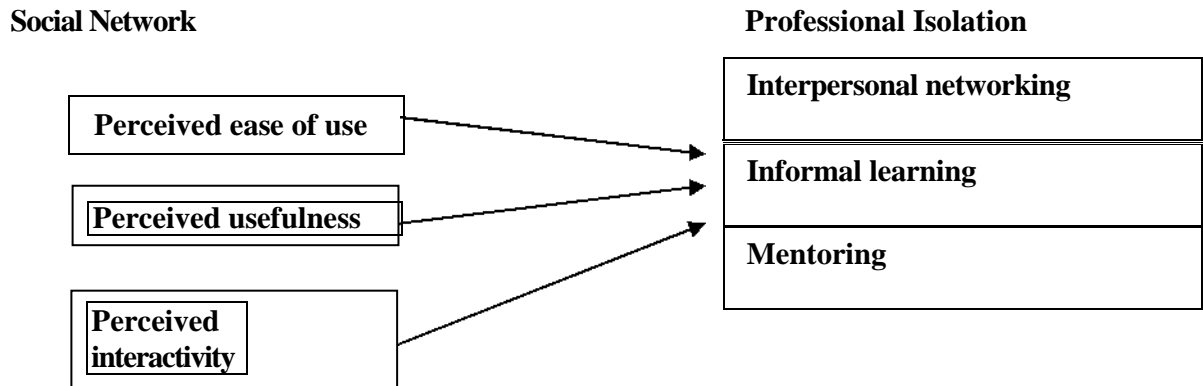 Social Network
Professional Isolation
Perceived ease of use
Perceived usefulness
Perceived
interactivity
Interpersonal networking
Informal learning
Mentoring